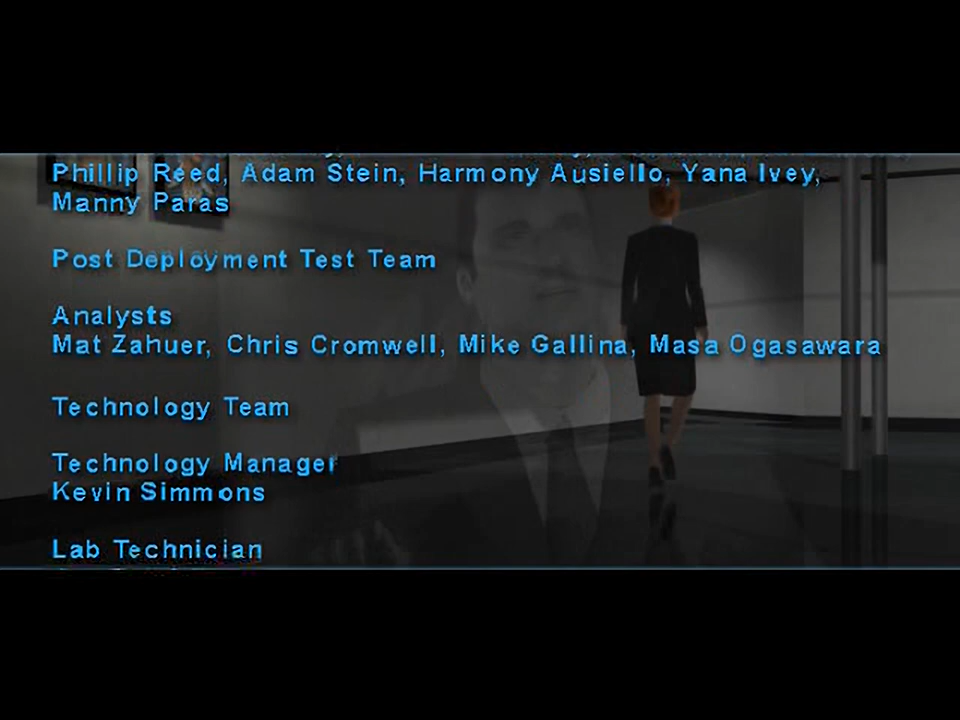 Phillip Reed, Adam Stein, Harmony Ausiello, Yana Ivey,
Manny Paras
Post Deployment Test Team
Analysts
Mat Zahuer, Chris Cromwell, Mike Gallina, Masa Ogasawara
Technology Team
Technology Manager
Kevin Simmons
Lab Technician